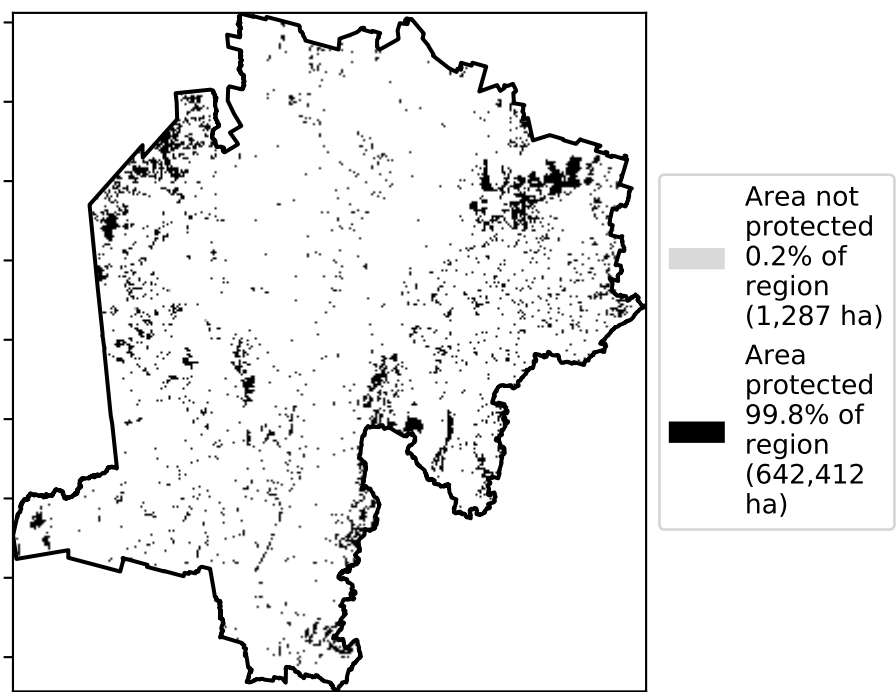 Area not
protected
0.2% of
region
(1,287 ha)
Area
protected
99.8% of
region
(642,412
ha)